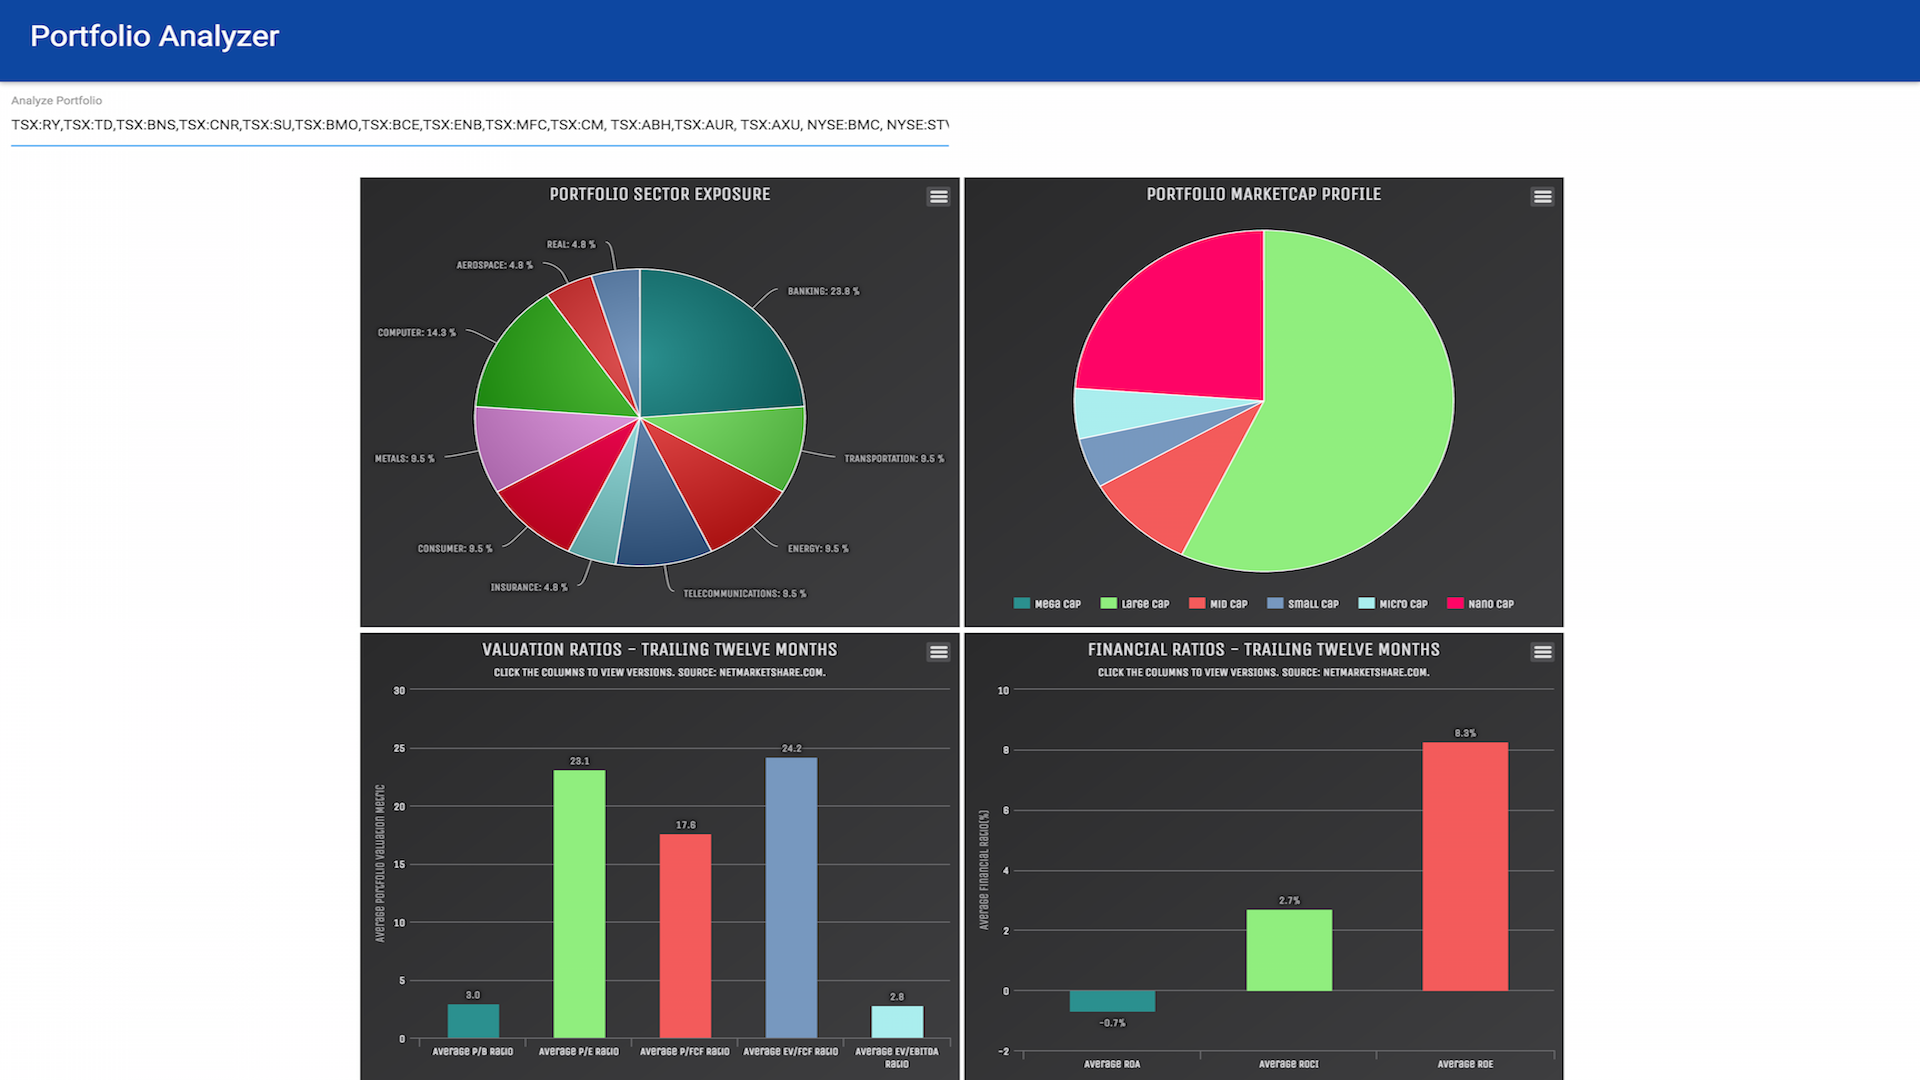 Portfolio Analyzer
Analyze Portfolio
TSX:RY,TSX:TD,TSX:BNS,TSX:CNR,TSX:SU,TSX:BMO,TSX:BCE,TSX:ENB,TSX:MFC,TSX:CM, TSX:ABH,TSX:AUR, TSX:AXU, NYSE:BMC, NYSE:ST
PORTFOLIO SECTOR EXPOSURE
REAL: 4.8 %
AEROSPACE: 4.8 %
BANKING: 23.8 %
COMPUTER: 14.3 %
METALS: 9.5 %
TRANSPORTATION: 9.5 %
CONSUMER: 9.5 %
ENERGY: 9.5 %
INSURANCE: 4.8 %
TELECOMMUNICATIONS: 9.5 %
PORTFOLIO MARKETCAP PROFILE
Mega Cap
Large Cap
Mid Cap
Small Cap
Micro Cap
Nano Cap
VALUATION RATIOS - TRAILING TWELVE MONTHS
CLICK THE COLUMNS TO VIEW VERSIONS. SOURCE: NETMARKETSHARE.COM.
Average Portfolio Valuation Metric
30
25
20
15
10
5
0
3.0
23.1
17.6
24.2
2.8
Average P/B Ratio
Average P/E Ratio
Average P/FCF Ratio
Average EV/FCF Ratio
Average EV/EBITDA
Ratio
FINANCIAL RATIOS - TRAILING TWELVE MONTHS
CLICK THE COLUMNS TO VIEW VERSIONS. SOURCE: NETMARKETSHARE.COM.
Average Financial Ratio(%)
10
8
6
4
2
0
-2
-0.7%
2.7%
8.3%
Average ROA
Average ROCI
Average ROE